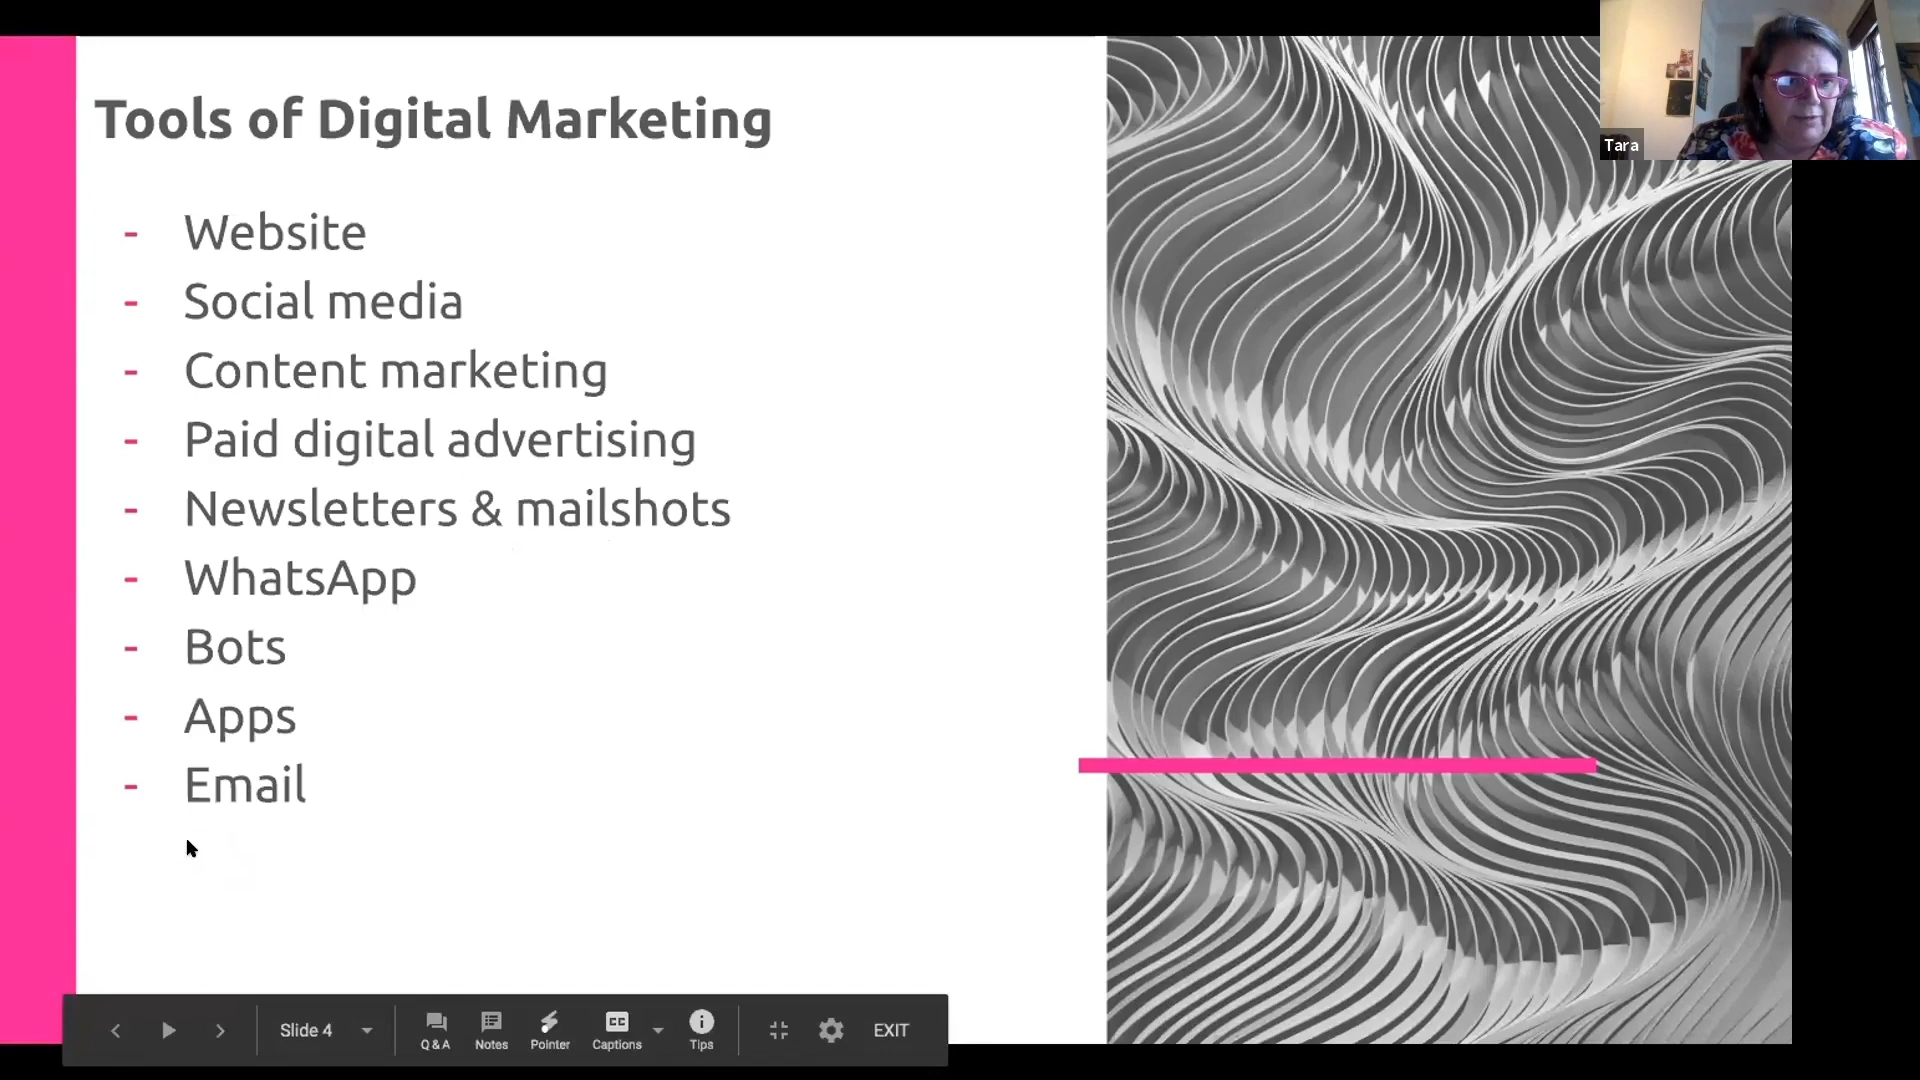 Tools of Digital Marketing
- Website
- Social media
- Content marketing
- Paid digital advertising
- Newsletters & mailshots
- WhatsApp
- Bots
- Apps
- Email
Tara
Slide 4
Q & A
Notes
Pointer
CC
Captions
Tips
EXIT